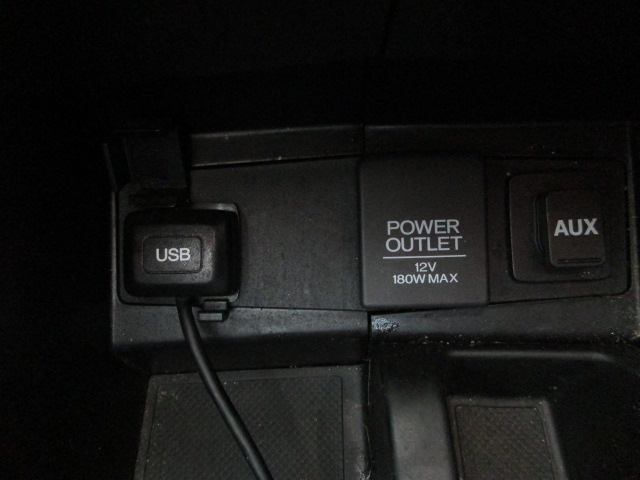 USB
POWER
OUTLET
12V
180W MAX
AUX